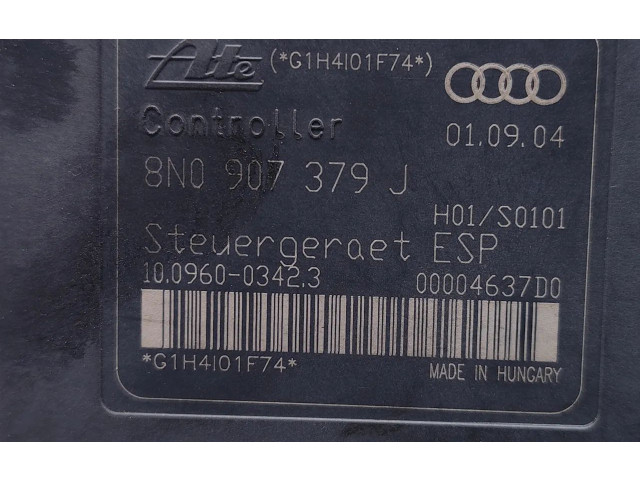 Ate (*G1H4I01F74*)
Controller 01.09.04
8N0 907 379 J
H01/S0101
Steuergeraet ESP
10.0960-0342.3 00004637D0
*G1H4I01F74* MADE IN HUNGARY